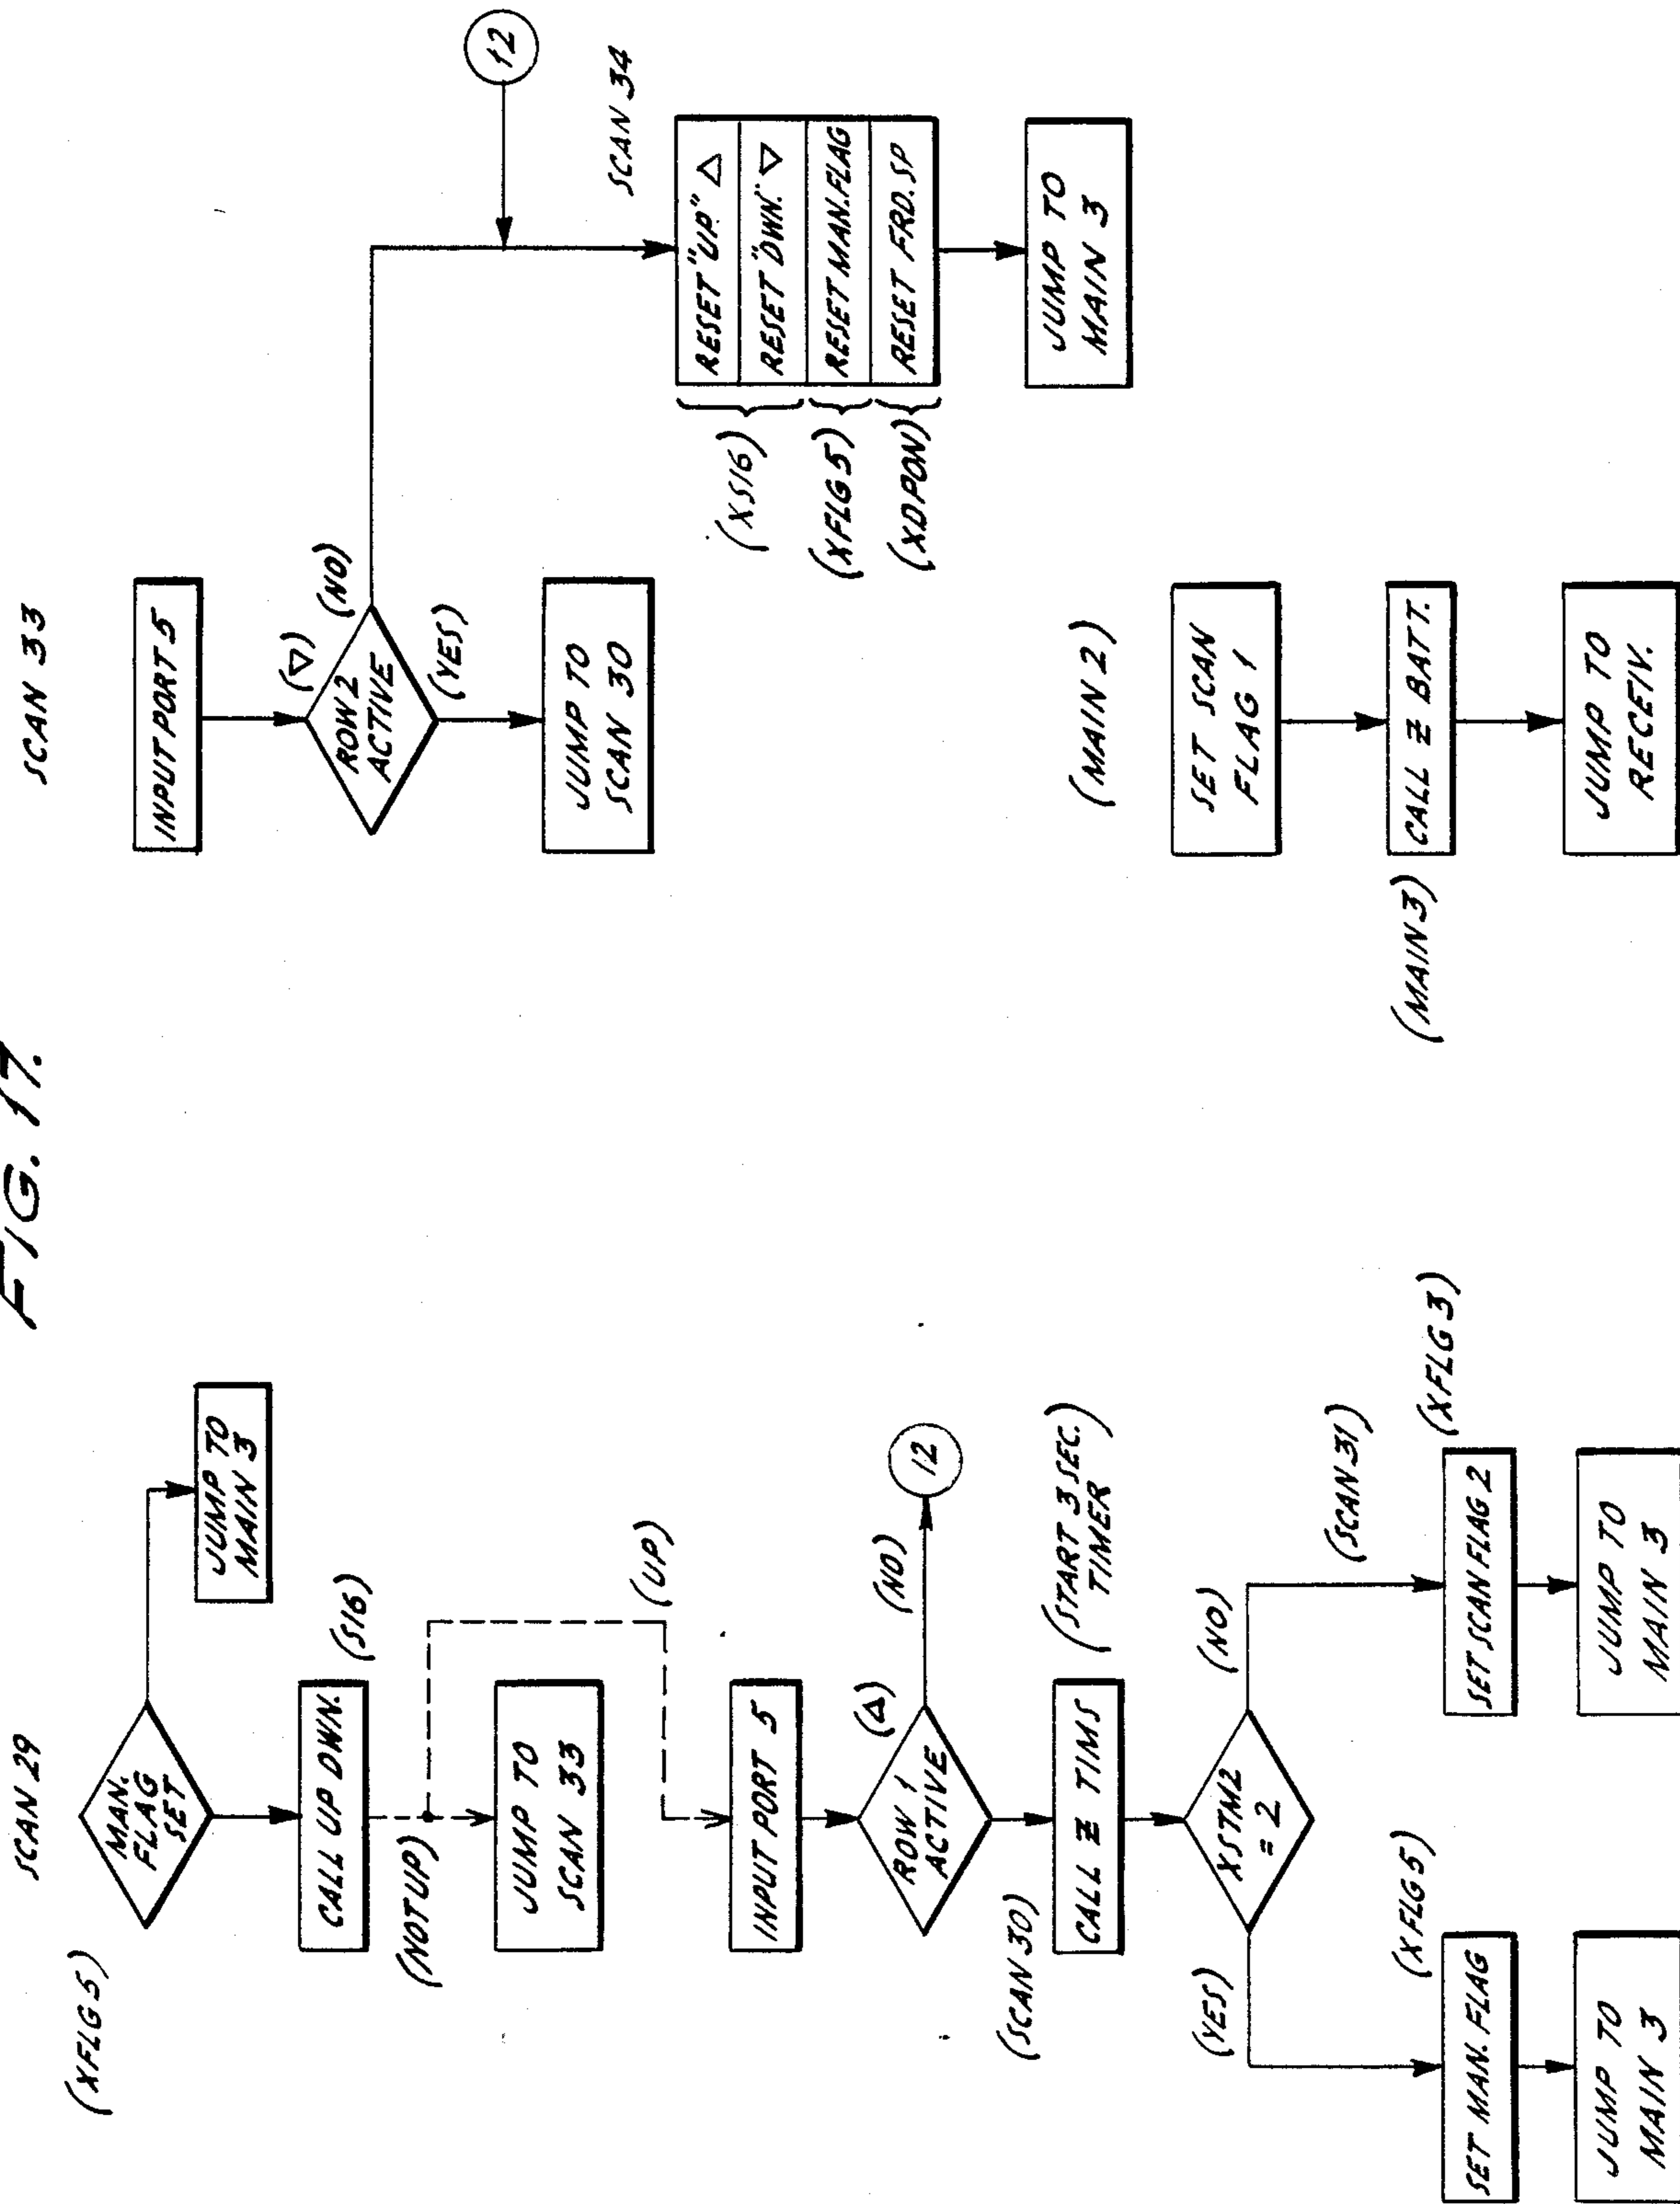 FIG. 17.
SCAN 29
(XFLG5)
MAN.
FLAG
SET
JUMP TO
MAIN 3
CALL UP DWN.
(S16)
(NOTUP)
JUMP TO
SCAN 33
(UP)
INPUT PORT 5
ROW 1
ACTIVE
(△)
(NO)
12
(SCAN 30)
CALL Z TIMS
(START 3 SEC.
TIMER)
XSTM2
= 2
(YES)
(NO)
(XFLG5)
SET MAN. FLAG
JUMP TO
MAIN 3
(SCAN 31)
(XFLG 3)
SET SCAN FLAG 2
JUMP TO
MAIN 3
SCAN 33
INPUT PORT 5
(▽)
ROW 2
ACTIVE
(NO)
(YES)
JUMP TO
SCAN 30
12
SCAN 34
(XS16)
RESET "UP" △
RESET "DWN." ▽
(XFLG 5)
RESET MAN.FLAG
(XDPON)
RESET FRD. SP
JUMP TO
MAIN 3
(MAIN 2)
SET SCAN
FLAG 1
(MAIN3)
CALL Z BATT.
JUMP TO
RECEIV.